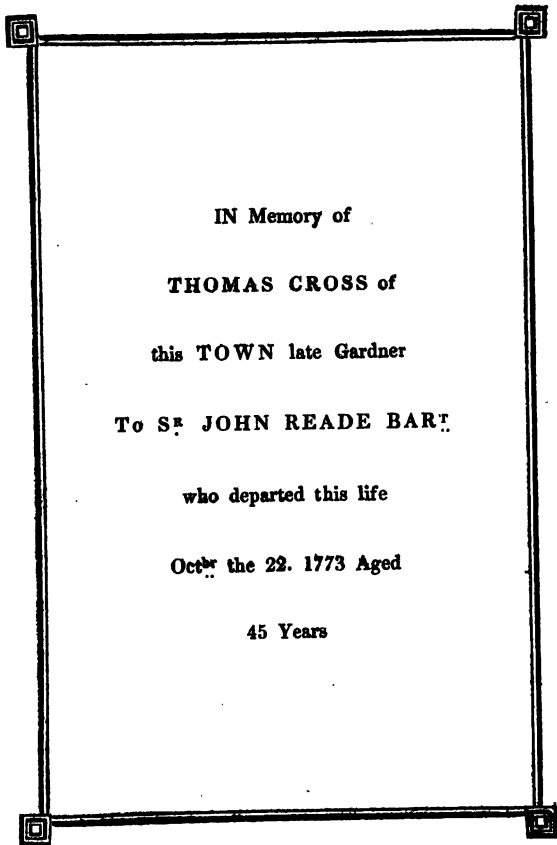 IN Memory of
THOMAS CROSS of
this TOWN late Gardner
To Sᴿ JOHN READE BARᵀ
who departed this life
Octᵇʳ the 22. 1773 Aged
45 Years